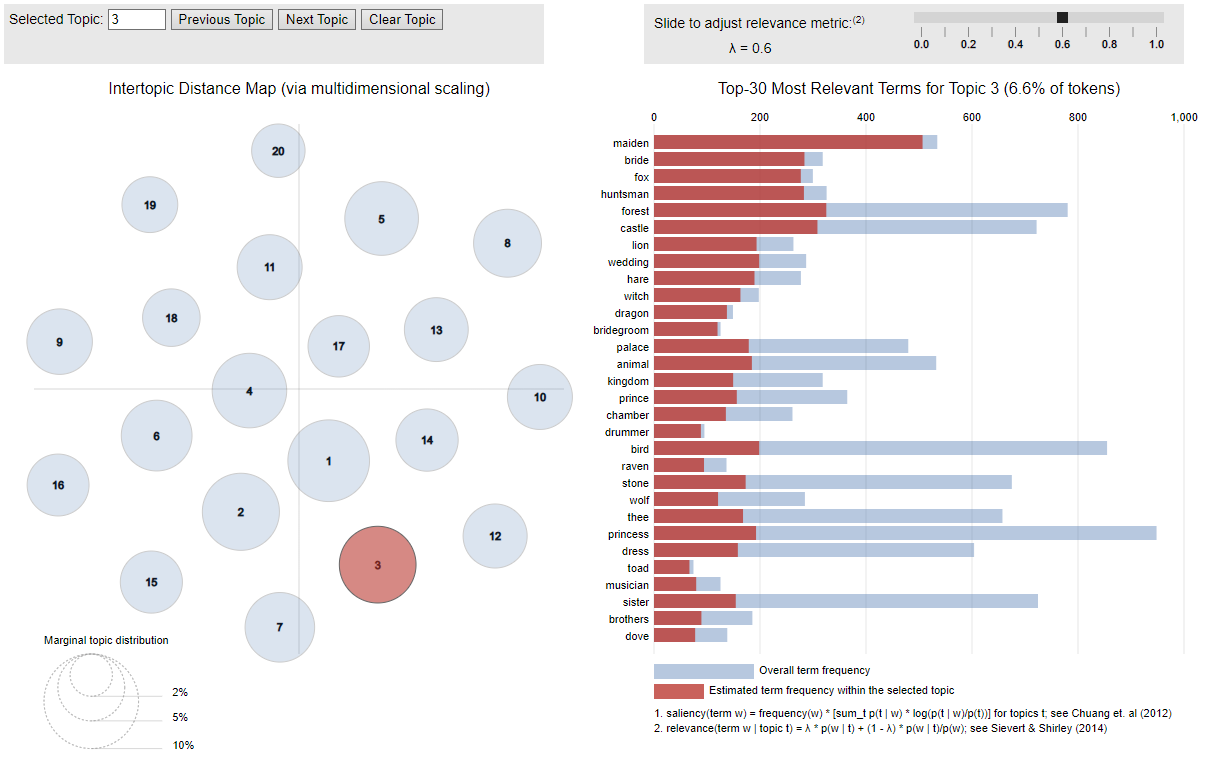 Selected Topic: 3 Previous Topic Next Topic Clear Topic
Slide to adjust relevance metric:(2)
λ = 0.6
0.0 0.2 0.4 0.6 0.8 1.0
Intertopic Distance Map (via multidimensional scaling)
20
19
5
8
11
18
13
9
17
4
10
6
14
1
16
2
12
3
15
7
Marginal topic distribution
2%
5%
10%
Top-30 Most Relevant Terms for Topic 3 (6.6% of tokens)
0 200 400 600 800 1,000
maiden
bride
fox
huntsman
forest
castle
lion
wedding
hare
witch
dragon
bridegroom
palace
animal
kingdom
prince
chamber
drummer
bird
raven
stone
wolf
thee
princess
dress
toad
musician
sister
brothers
dove
Overall term frequency
Estimated term frequency within the selected topic
1. saliency(term w) = frequency(w) * [sum_t p(t | w) * log(p(t | w)/p(t))] for topics t; see Chuang et. al (2012)
2. relevance(term w | topic t) = λ * p(w | t) + (1 - λ) * p(w | t)/p(w); see Sievert & Shirley (2014)